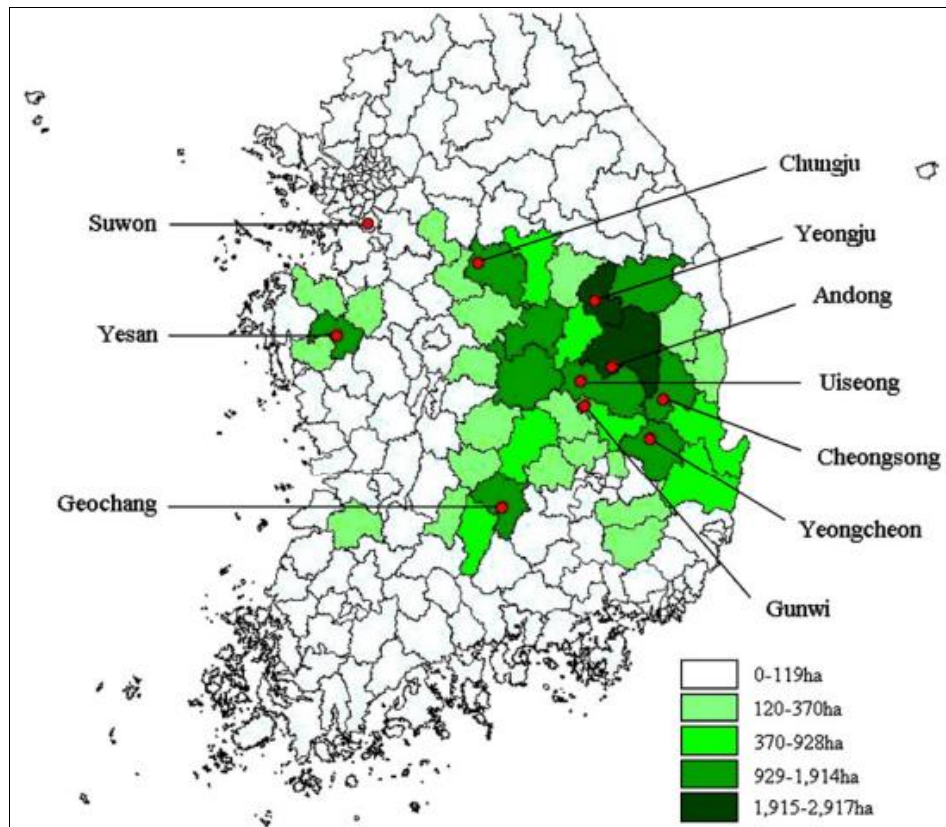 Chungju
Suwon
Yeongju
Andong
Yesan
Uiseong
Cheongsong
Geochang
Yeongcheon
Gunwi
0-119ha
120-370ha
370-928ha
929-1,914ha
1,915-2,917ha